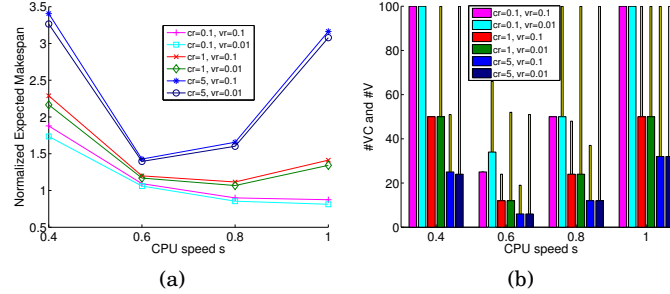 Normalized Expected Makespan
3.5
3
2.5
2
1.5
1
0.5
0.4
0.6
0.8
1
CPU speed s
cr=0.1, vr=0.1
cr=0.1, vr=0.01
cr=1, vr=0.1
cr=1, vr=0.01
cr=5, vr=0.1
cr=5, vr=0.01
(a)
#VC and #V
100
80
60
40
20
0
0.4
0.6
0.8
1
CPU speed s
cr=0.1, vr=0.1
cr=0.1, vr=0.01
cr=1, vr=0.1
cr=1, vr=0.01
cr=5, vr=0.1
cr=5, vr=0.01
(b)